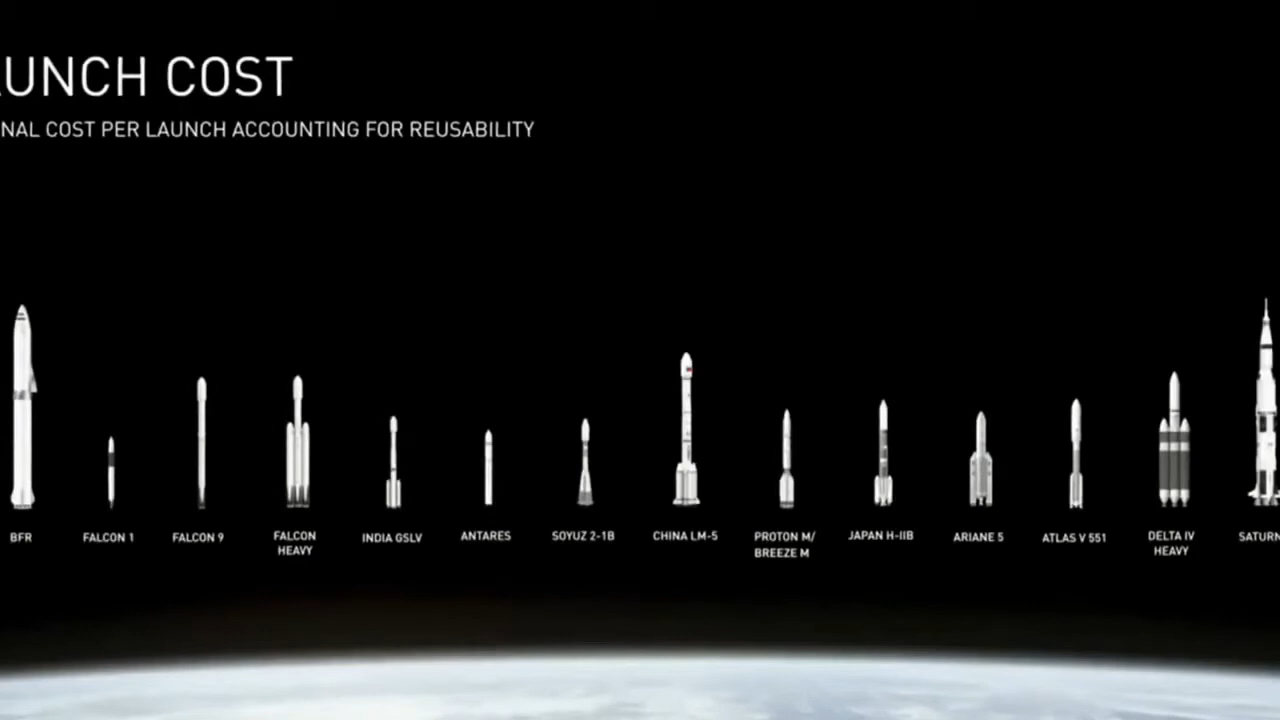 AUNCH COST
NAL COST PER LAUNCH ACCOUNTING FOR REUSABILITY
BFR
FALCON 1
FALCON 9
FALCON
HEAVY
INDIA GSLV
ANTARES
SOYUZ 2-1B
CHINA LM-5
PROTON M/
BREEZE M
JAPAN H-IIB
ARIANE 5
ATLAS V 551
DELTA IV
HEAVY
SATURN